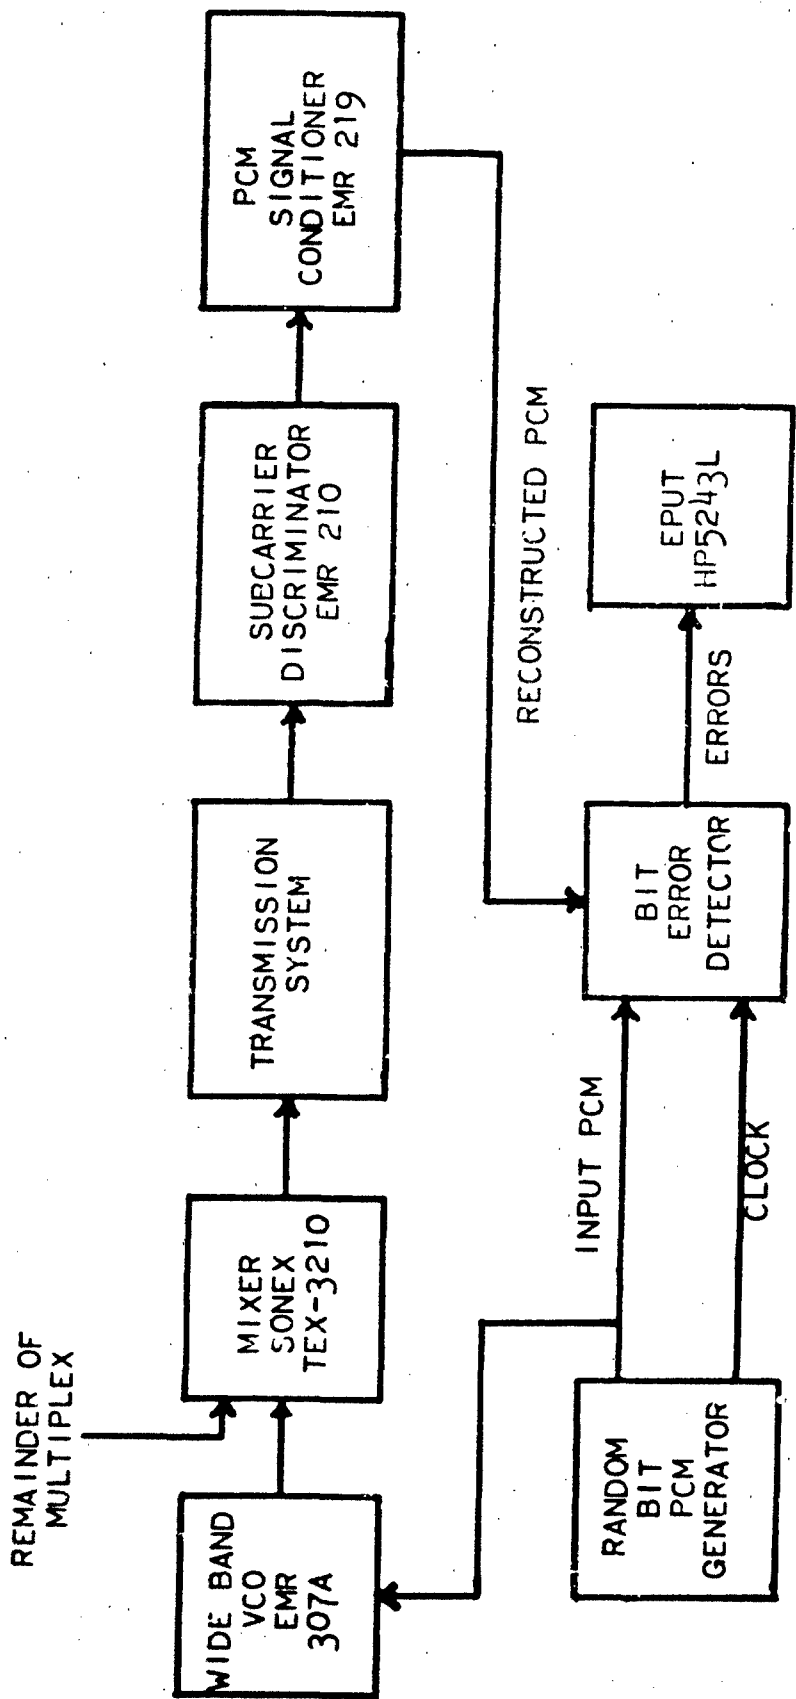 REMAINDER OF
MULTIPLEX
WIDE BAND
VCO
EMR
307A
MIXER
SONEX
TEX-3210
TRANSMISSION
SYSTEM
SUBCARRIER
DISCRIMINATOR
EMR 210
PCM
SIGNAL
CONDITIONER
EMR 219
RECONSTRUCTED PCM
RANDOM
BIT
PCM
GENERATOR
INPUT PCM
CLOCK
BIT
ERROR
DETECTOR
ERRORS
EPUT
HP5243L